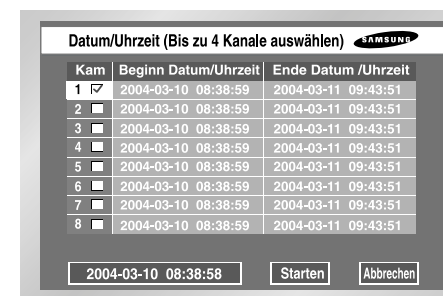 Datum/Uhrzeit (Bis zu 4 Kanale auswählen) SAMSUNG
Kam Beginn Datum/Uhrzeit Ende Datum /Uhrzeit
1 2004-03-10 08:38:59 2004-03-11 09:43:51
2 2004-03-10 08:38:59 2004-03-11 09:43:51
3 2004-03-10 08:38:59 2004-03-11 09:43:51
4 2004-03-10 08:38:59 2004-03-11 09:43:51
5 2004-03-10 08:38:59 2004-03-11 09:43:51
6 2004-03-10 08:38:59 2004-03-11 09:43:51
7 2004-03-10 08:38:59 2004-03-11 09:43:51
8 2004-03-10 08:38:59 2004-03-11 09:43:51
2004-03-10 08:38:58 Starten Abbrechen